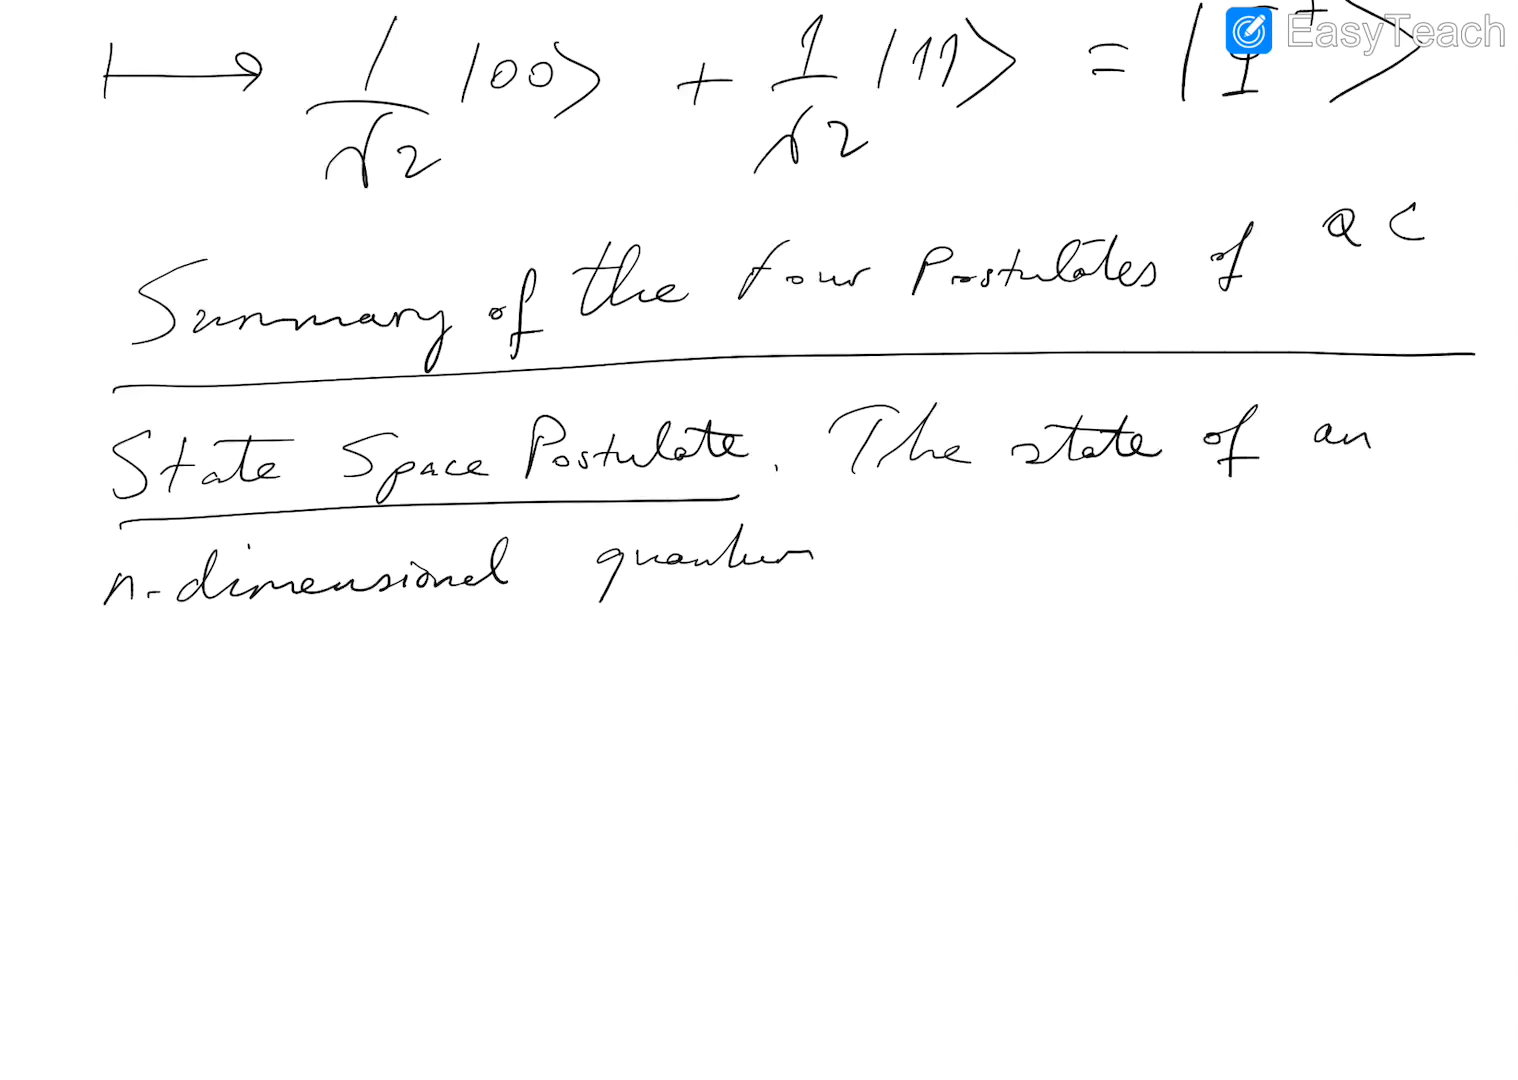 ⟼ 1/√2 |00⟩ + 1/√2 |11⟩ = |Φ⁺⟩
EasyTeach
Summary of the four Postulates of QC
State Space Postulate. The state of an
n-dimensional quantum